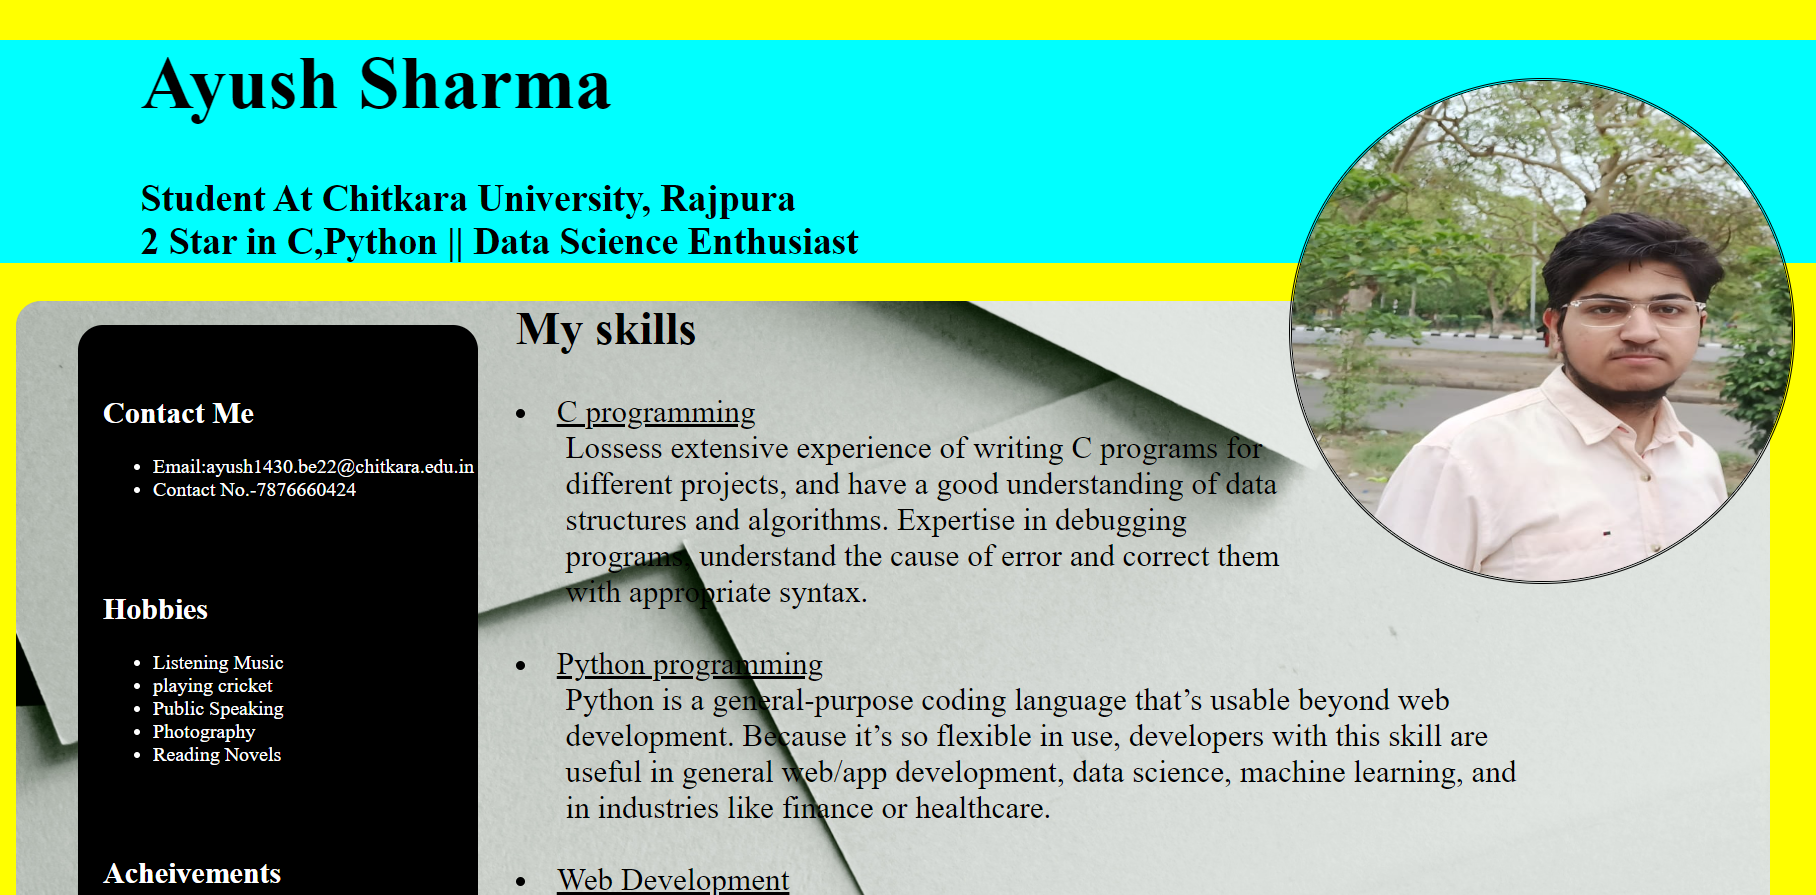 Ayush Sharma
Student At Chitkara University, Rajpura
2 Star in C,Python || Data Science Enthusiast
Contact Me
Email:ayush1430.be22@chitkara.edu.in
Contact No.-7876660424
Hobbies
Listening Music
playing cricket
Public Speaking
Photography
Reading Novels
Acheivements
My skills
C programming
Lossess extensive experience of writing C programs for
different projects, and have a good understanding of data
structures and algorithms. Expertise in debugging
programs, understand the cause of error and correct them
with appropriate syntax.
Python programming
Python is a general-purpose coding language that’s usable beyond web
development. Because it’s so flexible in use, developers with this skill are
useful in general web/app development, data science, machine learning, and
in industries like finance or healthcare.
Web Development